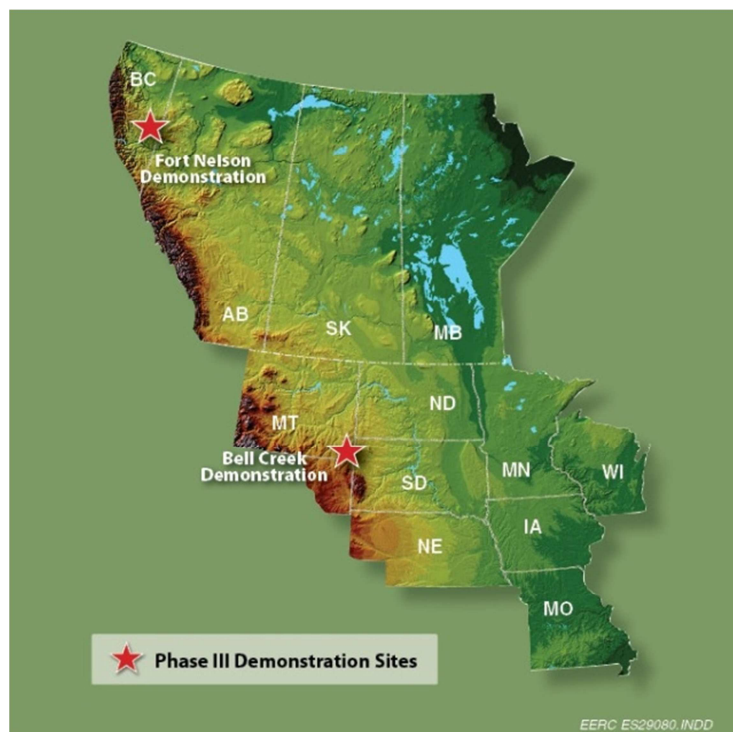 BC
Fort Nelson
Demonstration
AB
SK
MB
MT
ND
Bell Creek
Demonstration
SD
MN
WI
NE
IA
MO
Phase III Demonstration Sites
EERC ES29080.INDD